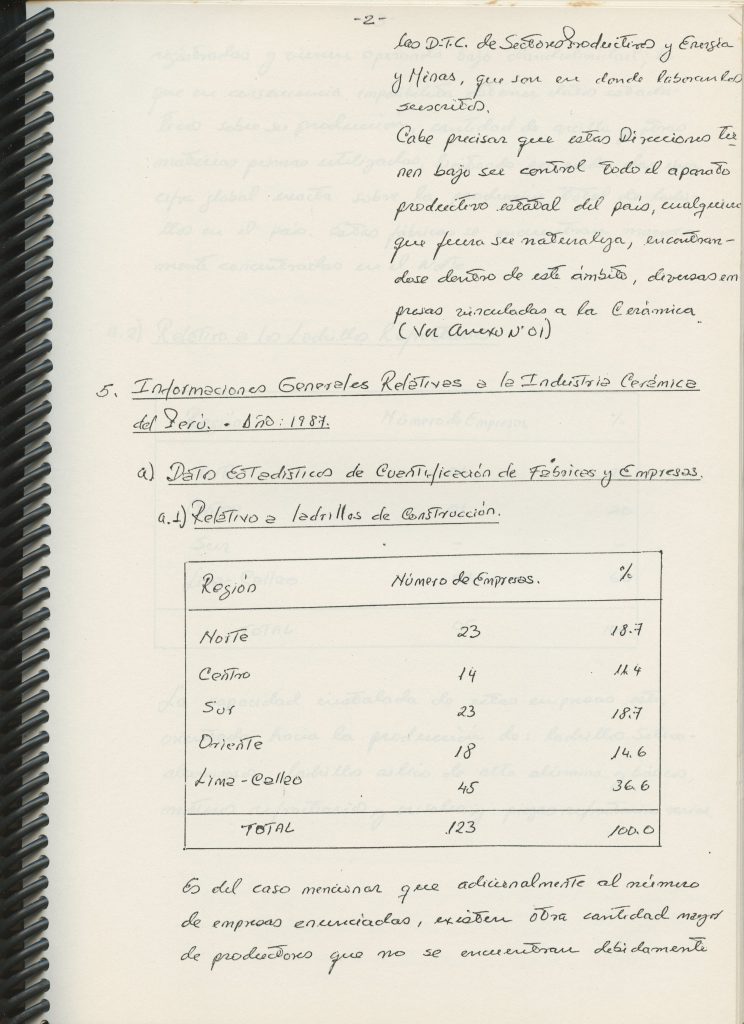 -2-
las D.T.C. de Sectores Productivos y Energía
y Minas, que son en donde laboran los
suscritos.
Cabe precisar que estas Direcciones tie-
nen bajo su control todo el aparato
productivo estatal del país, cualquiera
que fuera su naturaleza, encontran-
dose dentro de este ámbito, diversas em
presas vinculadas a la Cerámica.
(Ver Anexo Nº 01)
5. Informaciones Generales Relativas a la Industria Cerámica
del Perú. - Año: 1987.
a) Datos Estadísticos de Cuantificación de Fábricas y Empresas.
a.1) Relativo a ladrillos de Construcción.
Región Número de Empresas. %
Norte 23 18.7
Centro 14 11.4
Sur 23 18.7
Oriente 18 14.6
Lima-Callao 45 36.6
TOTAL 123 100.0
Es del caso mencionar que adicionalmente al número
de empresas enunciadas, existen otra cantidad mayor
de productores que no se encuentran debidamente